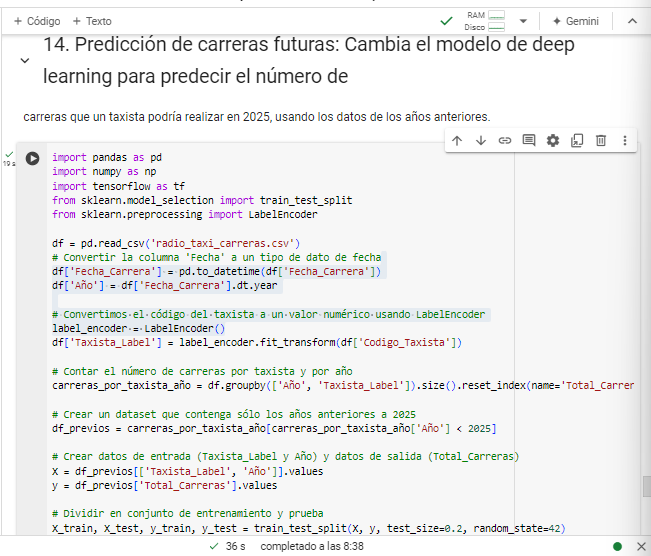 + Código + Texto
RAM
Disco
Gemini
14. Predicción de carreras futuras: Cambia el modelo de deep
learning para predecir el número de
carreras que un taxista podría realizar en 2025, usando los datos de los años anteriores.
19 s
import pandas as pd
import numpy as np
import tensorflow as tf
from sklearn.model_selection import train_test_split
from sklearn.preprocessing import LabelEncoder
df = pd.read_csv('radio_taxi_carreras.csv')
# Convertir la columna 'Fecha' a un tipo de dato de fecha
df['Fecha_Carrera'] = pd.to_datetime(df['Fecha_Carrera'])
df['Año'] = df['Fecha_Carrera'].dt.year
# Convertimos el código del taxista a un valor numérico usando LabelEncoder
label_encoder = LabelEncoder()
df['Taxista_Label'] = label_encoder.fit_transform(df['Codigo_Taxista'])
# Contar el número de carreras por taxista y por año
carreras_por_taxista_año = df.groupby(['Año', 'Taxista_Label']).size().reset_index(name='Total_Carrer
# Crear un dataset que contenga sólo los años anteriores a 2025
df_previos = carreras_por_taxista_año[carreras_por_taxista_año['Año'] < 2025]
# Crear datos de entrada (Taxista_Label y Año) y datos de salida (Total_Carreras)
X = df_previos[['Taxista_Label', 'Año']].values
y = df_previos['Total_Carreras'].values
# Dividir en conjunto de entrenamiento y prueba
X_train, X_test, y_train, y_test = train_test_split(X, y, test_size=0.2, random_state=42)
36 s completado a las 8:38